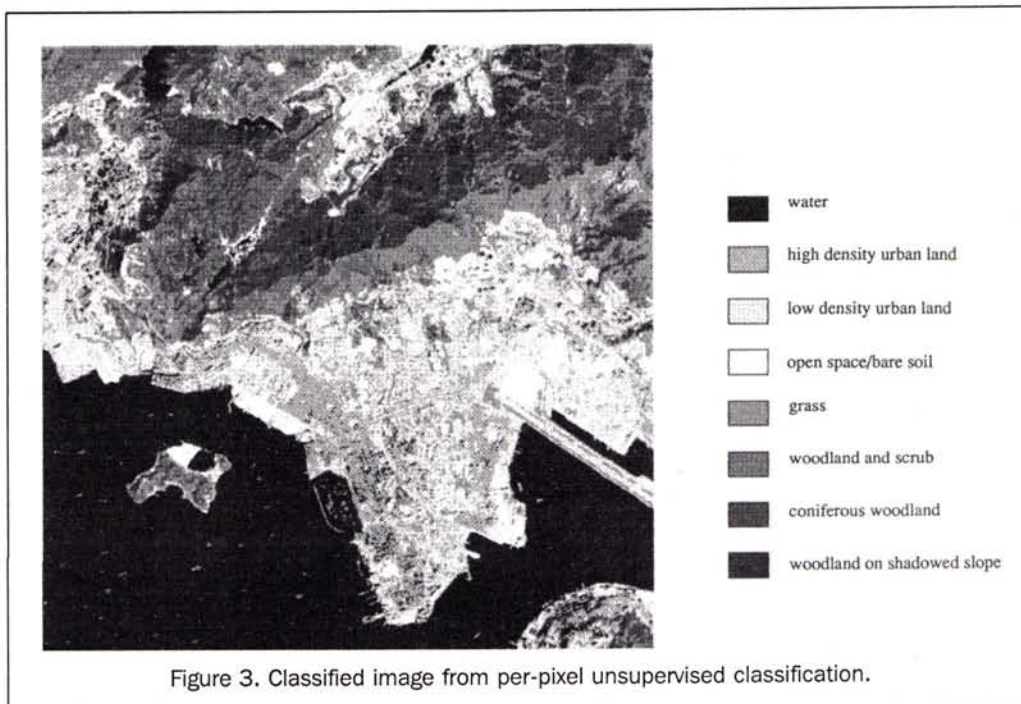 water
high density urban land
low density urban land
open space/bare soil
grass
woodland and scrub
coniferous woodland
woodland on shadowed slope
Figure 3. Classified image from per-pixel unsupervised classification.